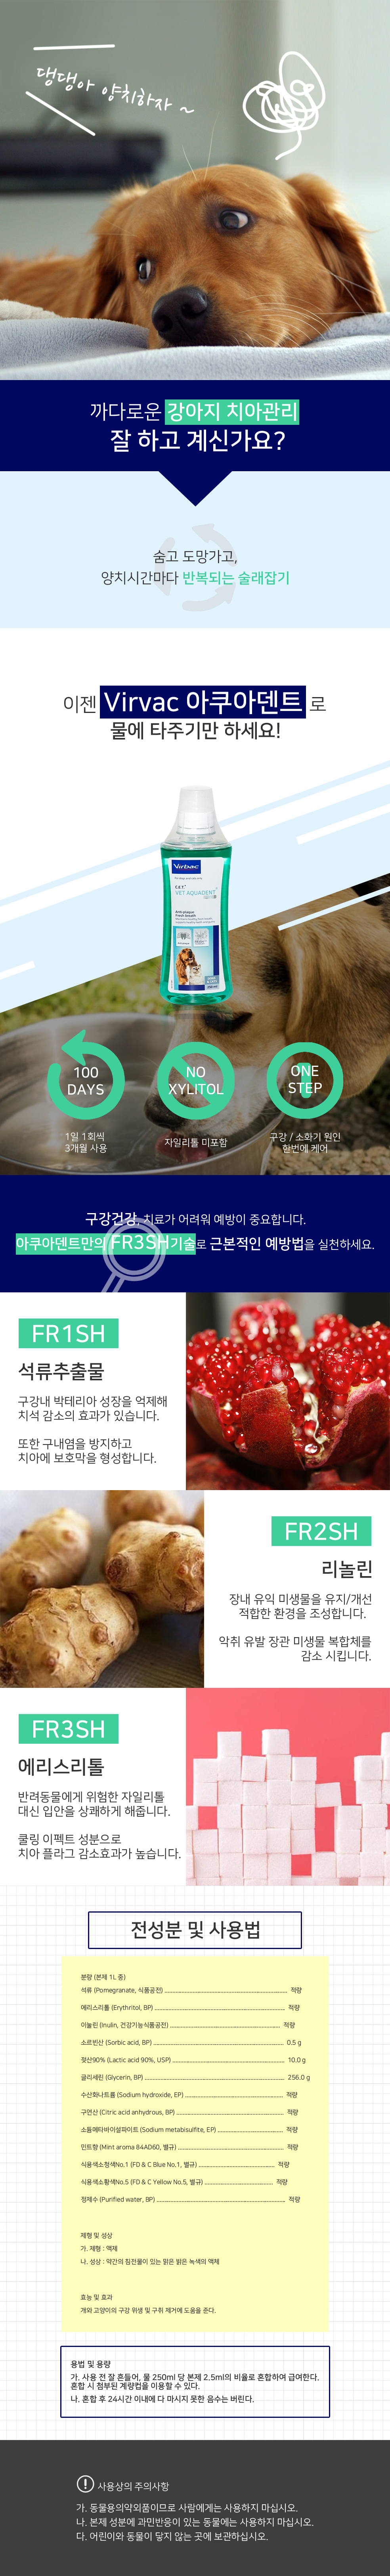 댕댕아 양치하자 ~
까다로운 강아지 치아관리
잘 하고 계신가요?
숨고 도망가고,
양치시간마다 반복되는 술래잡기
이젠 Virvac 아쿠아덴트 로
물에 타주기만 하세요!
Virbac
C.E.T.
VET AQUADENT
Anti plaque
Fresh breath
100
DAYS
NO
XYLITOL
ONE
STEP
1일 1회씩
3개월 사용
자일리톨 미포함
구강 / 소화기 원인
한번에 케어
구강건강, 치료가 어려워 예방이 중요합니다.
아쿠아덴트만의 FR3SH기술로 근본적인 예방법을 실천하세요.
FR1SH
석류추출물
구강내 박테리아 성장을 억제해
치석 감소의 효과가 있습니다.
또한 구내염을 방지하고
치아에 보호막을 형성합니다.
FR2SH
리놀린
장내 유익 미생물을 유지/개선
적합한 환경을 조성합니다.
악취 유발 장관 미생물 복합체를
감소 시킵니다.
FR3SH
에리스리톨
반려동물에게 위험한 자일리톨
대신 입안을 상쾌하게 해줍니다.
쿨링 이펙트 성분으로
치아 플라그 감소효과가 높습니다.
전성분 및 사용법
분량 (본제 1L 중)
석류 (Pomegranate, 식품공전) 적량
에리스리톨 (Erythritol, BP) 적량
이눌린 (Inulin, 건강기능식품공전) 적량
소르빈산 (Sorbic acid, BP) 0.5 g
젖산90% (Lactic acid 90%, USP) 10.0 g
글리세린 (Glycerin, BP) 256.0 g
수산화나트륨 (Sodium hydroxide, EP) 적량
구연산 (Citric acid anhydrous, BP) 적량
소듐메타바이설파이트 (Sodium metabisulfite, EP) 적량
민트향 (Mint aroma 84AD60, 별규) 적량
식용색소청색No.1 (FD & C Blue No.1, 별규) 적량
식용색소황색No.5 (FD & C Yellow No.5, 별규) 적량
정제수 (Purified water, BP) 적량
제형 및 성상
가. 제형 : 액제
나. 성상 : 약간의 침전물이 있는 맑은 밝은 녹색의 액제
효능 및 효과
개와 고양이의 구강 위생 및 구취 제거에 도움을 준다.
용법 및 용량
가. 사용 전 잘 흔들어, 물 250ml 당 본제 2.5ml의 비율로 혼합하여 급여한다.
혼합 시 첨부된 계량컵을 이용할 수 있다.
나. 혼합 후 24시간 이내에 다 마시지 못한 음수는 버린다.
! 사용상의 주의사항
가. 동물용의약외품이므로 사람에게는 사용하지 마십시오.
나. 본제 성분에 과민반응이 있는 동물에는 사용하지 마십시오.
다. 어린이와 동물이 닿지 않는 곳에 보관하십시오.